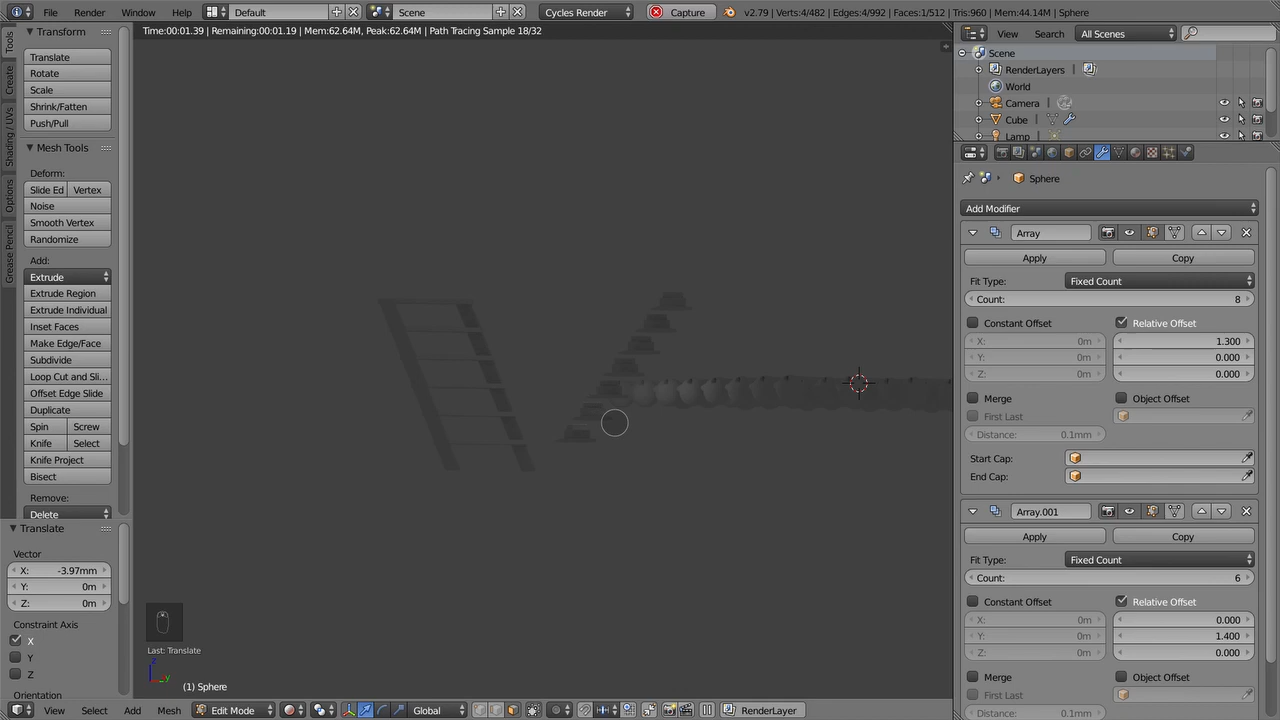 File Render Window Help Default Scene Cycles Render Capture v2.79 | Verts:4/482 | Edges:4/992 | Faces:1/512 | Tris:960 | Mem:44.14M | Sphere
Time:00:01.39 | Remaining:00:01.19 | Mem:62.64M, Peak:62.64M | Path Tracing Sample 18/32
Tools
Create
Shading / UVs
Options
Grease Pencil
Transform
Translate
Rotate
Scale
Shrink/Fatten
Push/Pull
Mesh Tools
Deform:
Slide Ed Vertex
Noise
Smooth Vertex
Randomize
Add:
Extrude
Extrude Region
Extrude Individual
Inset Faces
Make Edge/Face
Subdivide
Loop Cut and Sli...
Offset Edge Slide
Duplicate
Spin Screw
Knife Select
Knife Project
Bisect
Remove:
Delete
Translate
Vector
X: -3.97mm
Y: 0m
Z: 0m
Constraint Axis
X
Y
Z
Orientation
Last: Translate
z
y
(1) Sphere
View Select Add Mesh Edit Mode Global RenderLayer
View Search All Scenes
Scene
RenderLayers
World
Camera
Cube
Lamp
Sphere
Add Modifier
Array
Apply Copy
Fit Type: Fixed Count
Count: 8
Constant Offset Relative Offset
X: 0m 1.300
Y: 0m 0.000
Z: 0m 0.000
Merge Object Offset
First Last
Distance: 0.1mm
Start Cap:
End Cap:
Array.001
Apply Copy
Fit Type: Fixed Count
Count: 6
Constant Offset Relative Offset
X: 0m 0.000
Y: 0m 1.400
Z: 0m 0.000
Merge Object Offset
First Last
Distance: 0.1mm